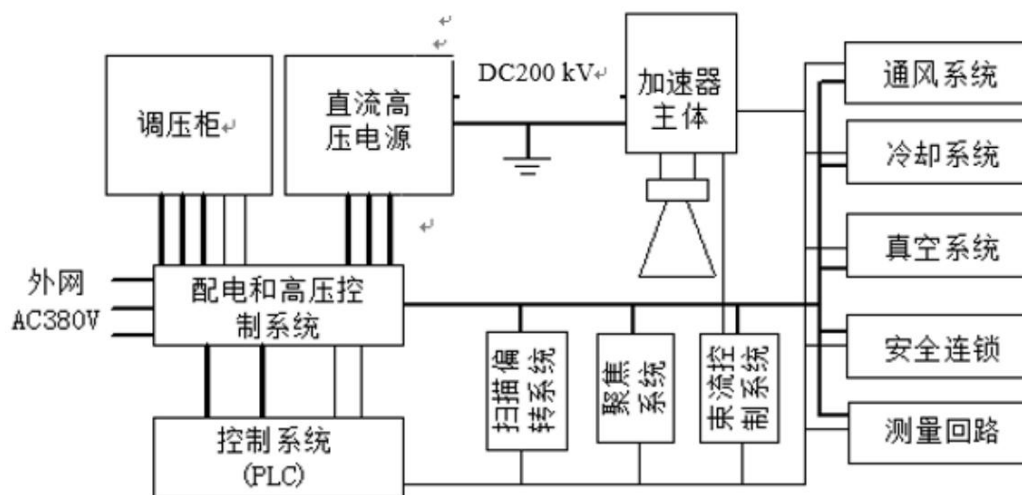 调压柜
直流高
压电源
DC200 kV
加速器
主体
通风系统
冷却系统
真空系统
安全连锁
测量回路
外网
AC380V
配电和高压控
制系统
扫描偏
转系统
聚焦
系统
束流控
制系统
控制系统
(PLC)